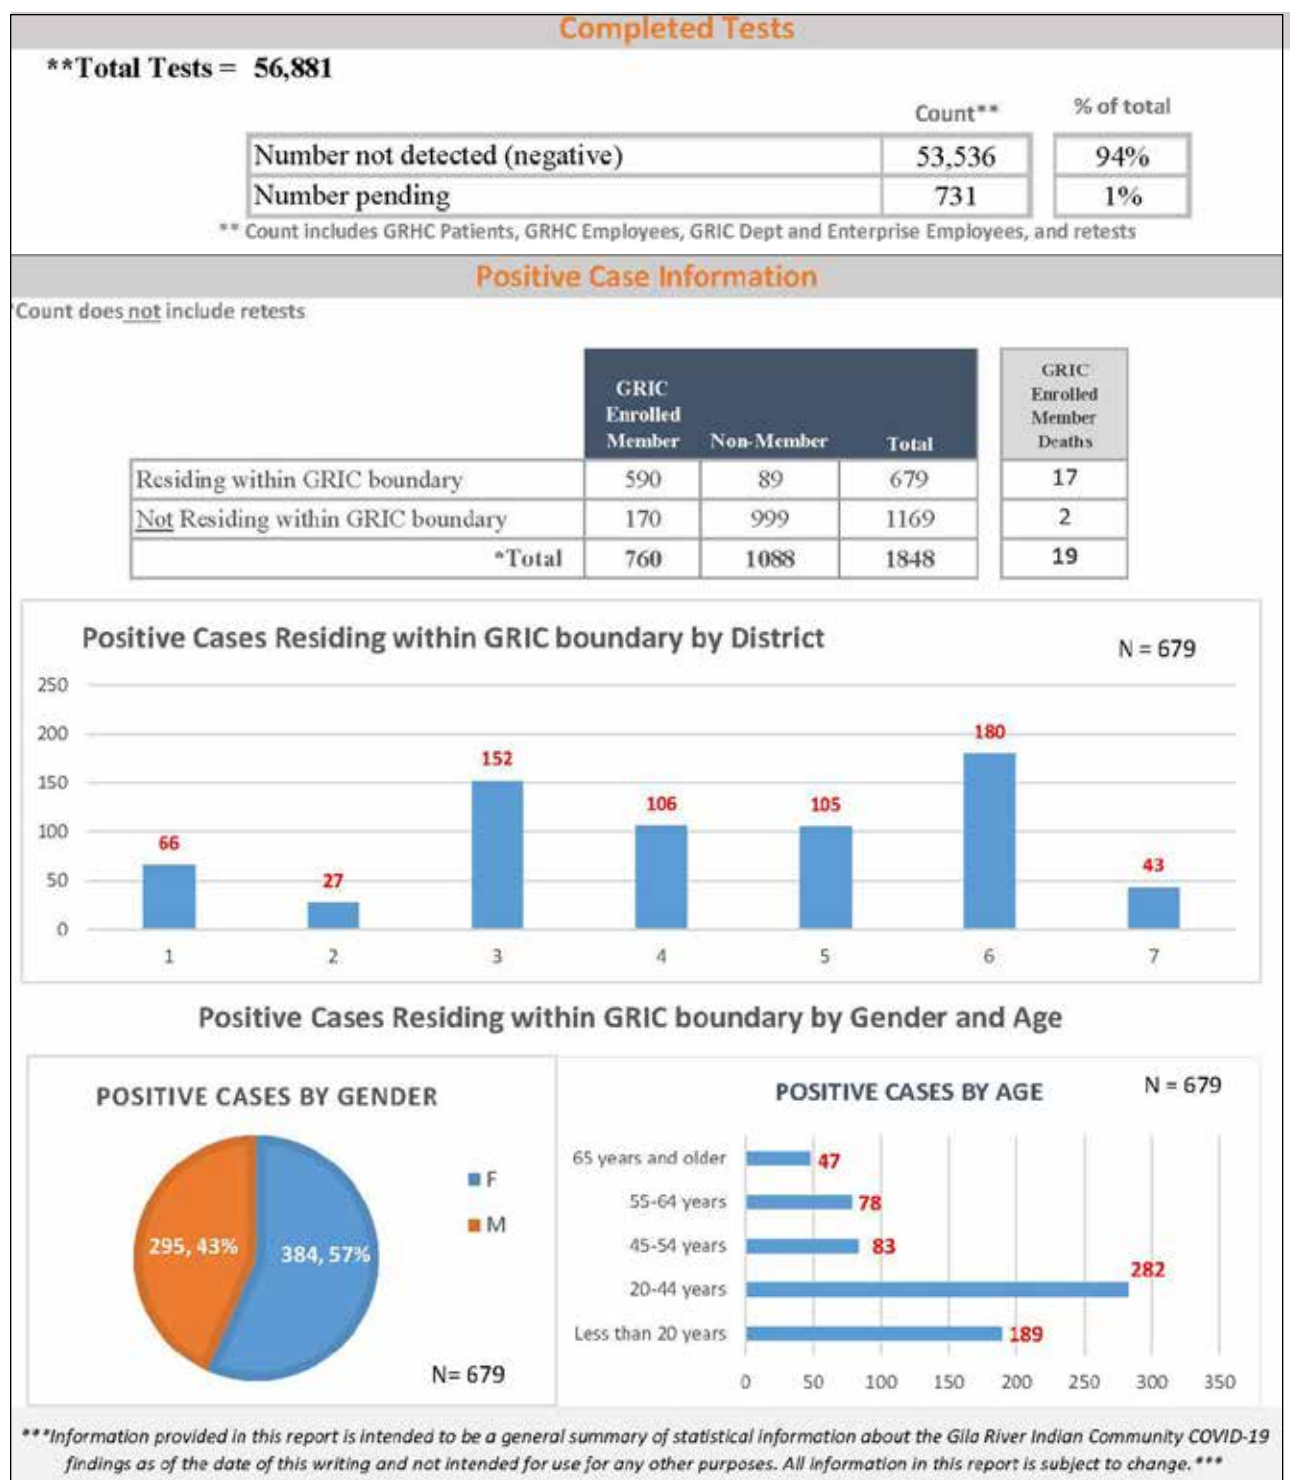 Completed Tests
**Total Tests = 56,881
Count** % of total
Number not detected (negative) 53,536 94%
Number pending 731 1%
** Count includes GRHC Patients, GRHC Employees, GRIC Dept and Enterprise Employees, and retests
Positive Case Information
*Count does not include retests
GRIC Enrolled Member Non-Member Total GRIC Enrolled Member Deaths
Residing within GRIC boundary 590 89 679 17
Not Residing within GRIC boundary 170 999 1169 2
*Total 760 1088 1848 19
Positive Cases Residing within GRIC boundary by District N = 679
250
200
150
100
50
0
66 27 152 106 105 180 43
1 2 3 4 5 6 7
Positive Cases Residing within GRIC boundary by Gender and Age
POSITIVE CASES BY GENDER
295, 43% 384, 57%
F
M
N= 679
POSITIVE CASES BY AGE N = 679
65 years and older 47
55-64 years 78
45-54 years 83
20-44 years 282
Less than 20 years 189
0 50 100 150 200 250 300 350
***Information provided in this report is intended to be a general summary of statistical information about the Gila River Indian Community COVID-19
findings as of the date of this writing and not intended for use for any other purposes. All information in this report is subject to change.***